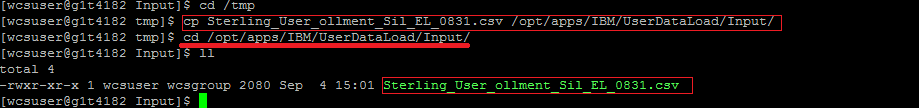 [wcsuser@g1t4182 Input]$ cd /tmp
[wcsuser@g1t4182 tmp]$ cp Sterling_User_ollment_Sil_EL_0831.csv /opt/apps/IBM/UserDataLoad/Input/
[wcsuser@g1t4182 tmp]$ cd /opt/apps/IBM/UserDataLoad/Input/
[wcsuser@g1t4182 Input]$ ll
total 4
-rwxr-xr-x 1 wcsuser wcsgroup 2080 Sep  4 15:01 Sterling_User_ollment_Sil_EL_0831.csv
[wcsuser@g1t4182 Input]$